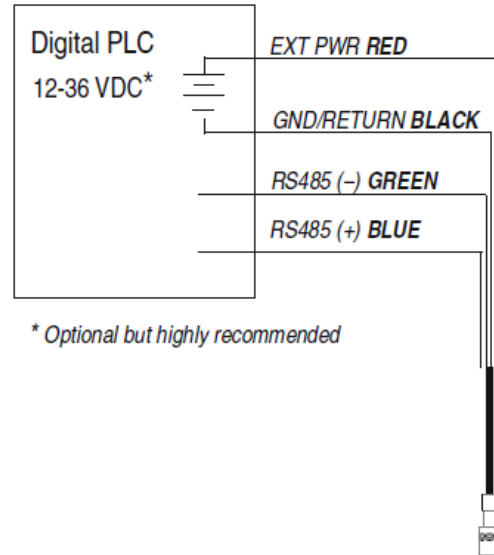 Digital PLC
12-36 VDC*
EXT PWR RED
GND/RETURN BLACK
RS485 (–) GREEN
RS485 (+) BLUE
* Optional but highly recommended